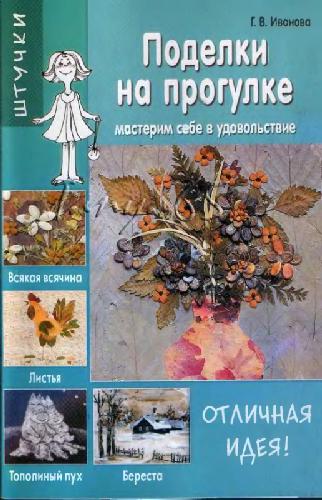 ШТУЧКИ
Г. В. Иванова
Поделки
на прогулке
мастерим себе в удовольствие
Всякая всячина
Листья
Тополиный пух
Береста
ОТЛИЧНАЯ
ИДЕЯ!